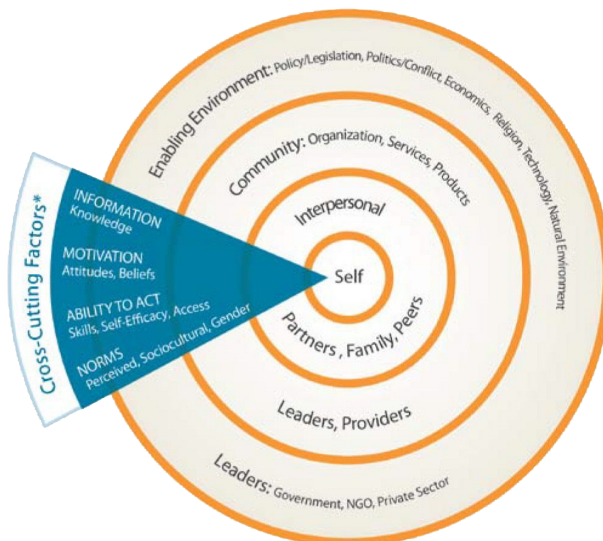 Enabling Environment: Policy/Legislation, Politics/Conflict, Economics, Religion, Technology, Natural Environment
Community: Organization, Services, Products
Interpersonal
Self
Partners , Family, Peers
Leaders, Providers
Leaders: Government, NGO, Private Sector
Cross-Cutting Factors*
INFORMATION
Knowledge
MOTIVATION
Attitudes, Beliefs
ABILITY TO ACT
Skills, Self-Efficacy, Access
NORMS
Perceived, Sociocultural, Gender